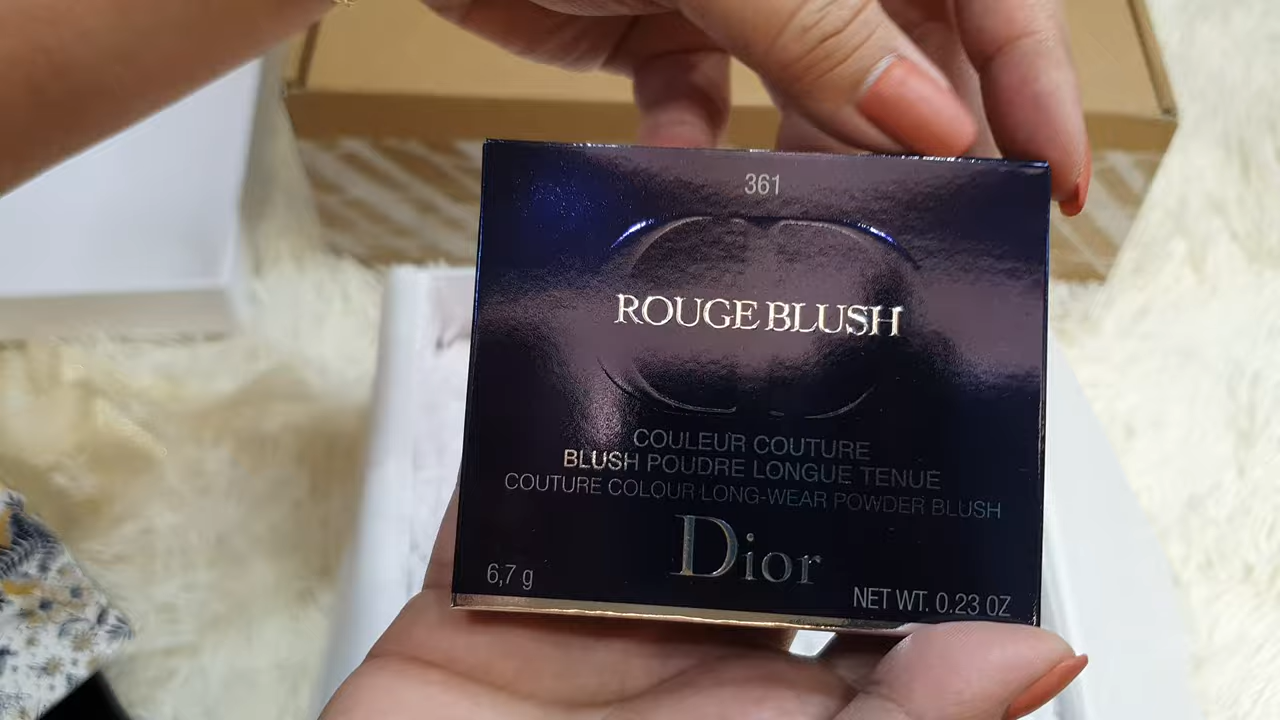 361
ROUGE BLUSH
COULEUR COUTURE
BLUSH POUDRE LONGUE TENUE
COUTURE COLOUR LONG-WEAR POWDER BLUSH
Dior
6,7 g
NET WT. 0.23 OZ